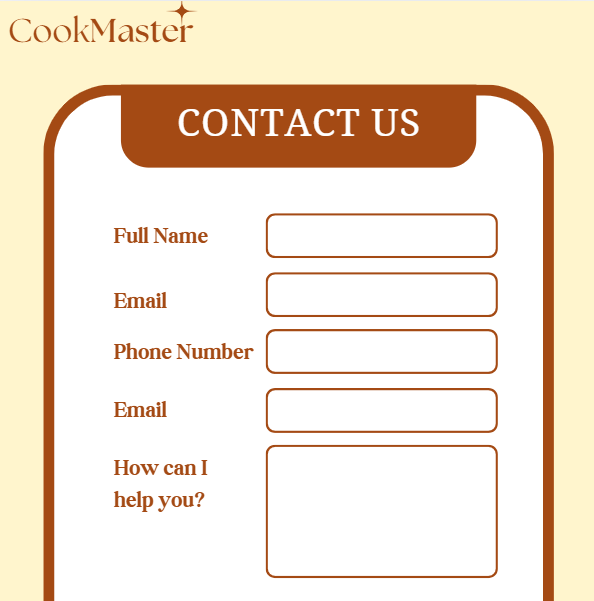 CookMaster
CONTACT US
Full Name
Email
Phone Number
Email
How can I
help you?